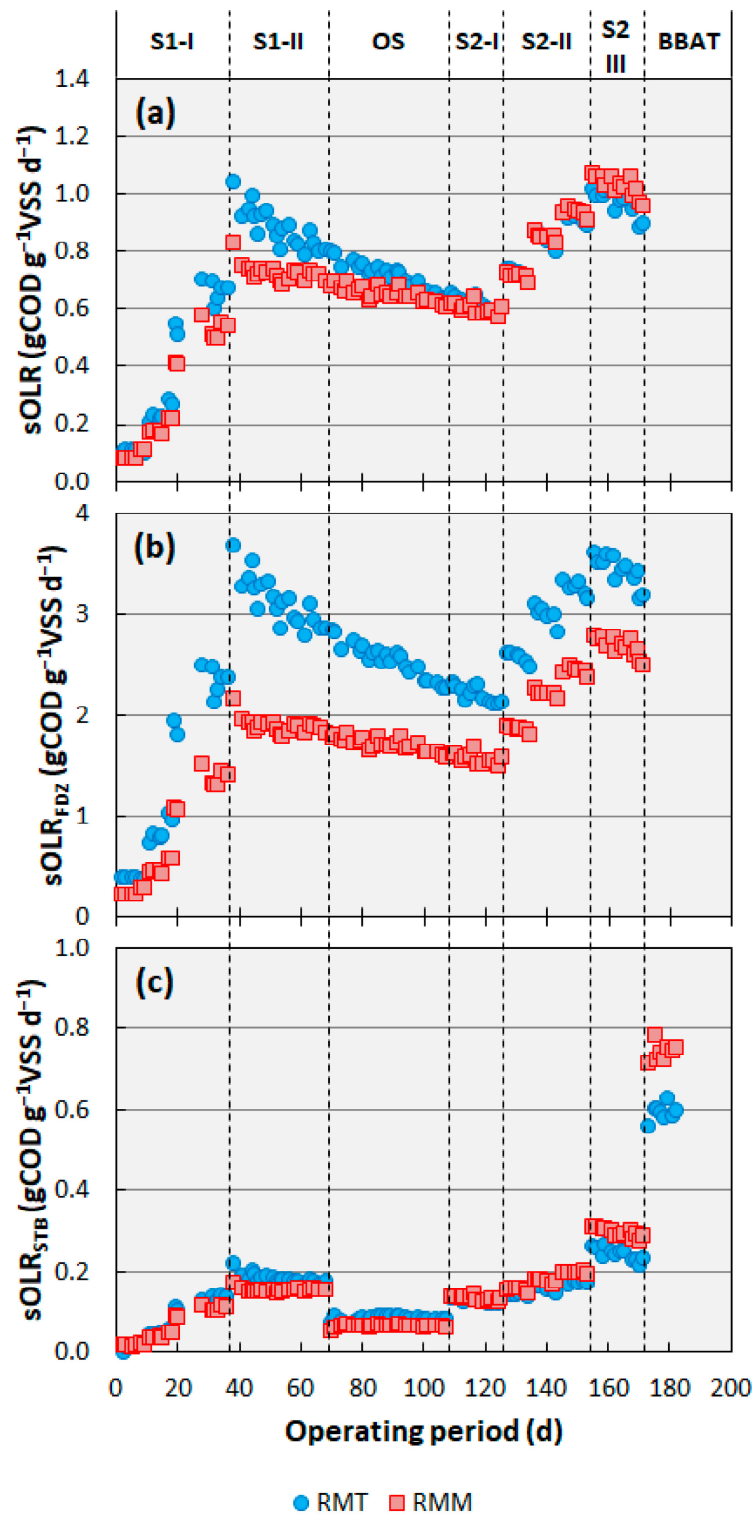 S1-I S1-II OS S2-I S2-II S2 III BBAT
(a)
sOLR (gCOD g⁻¹VSS d⁻¹)
1.4
1.2
1.0
0.8
0.6
0.4
0.2
0.0
(b)
sOLR_FDZ (gCOD g⁻¹VSS d⁻¹)
4
3
2
1
0
(c)
sOLR_STB (gCOD g⁻¹VSS d⁻¹)
1.0
0.8
0.6
0.4
0.2
0.0
0 20 40 60 80 100 120 140 160 180 200
Operating period (d)
RMT RMM